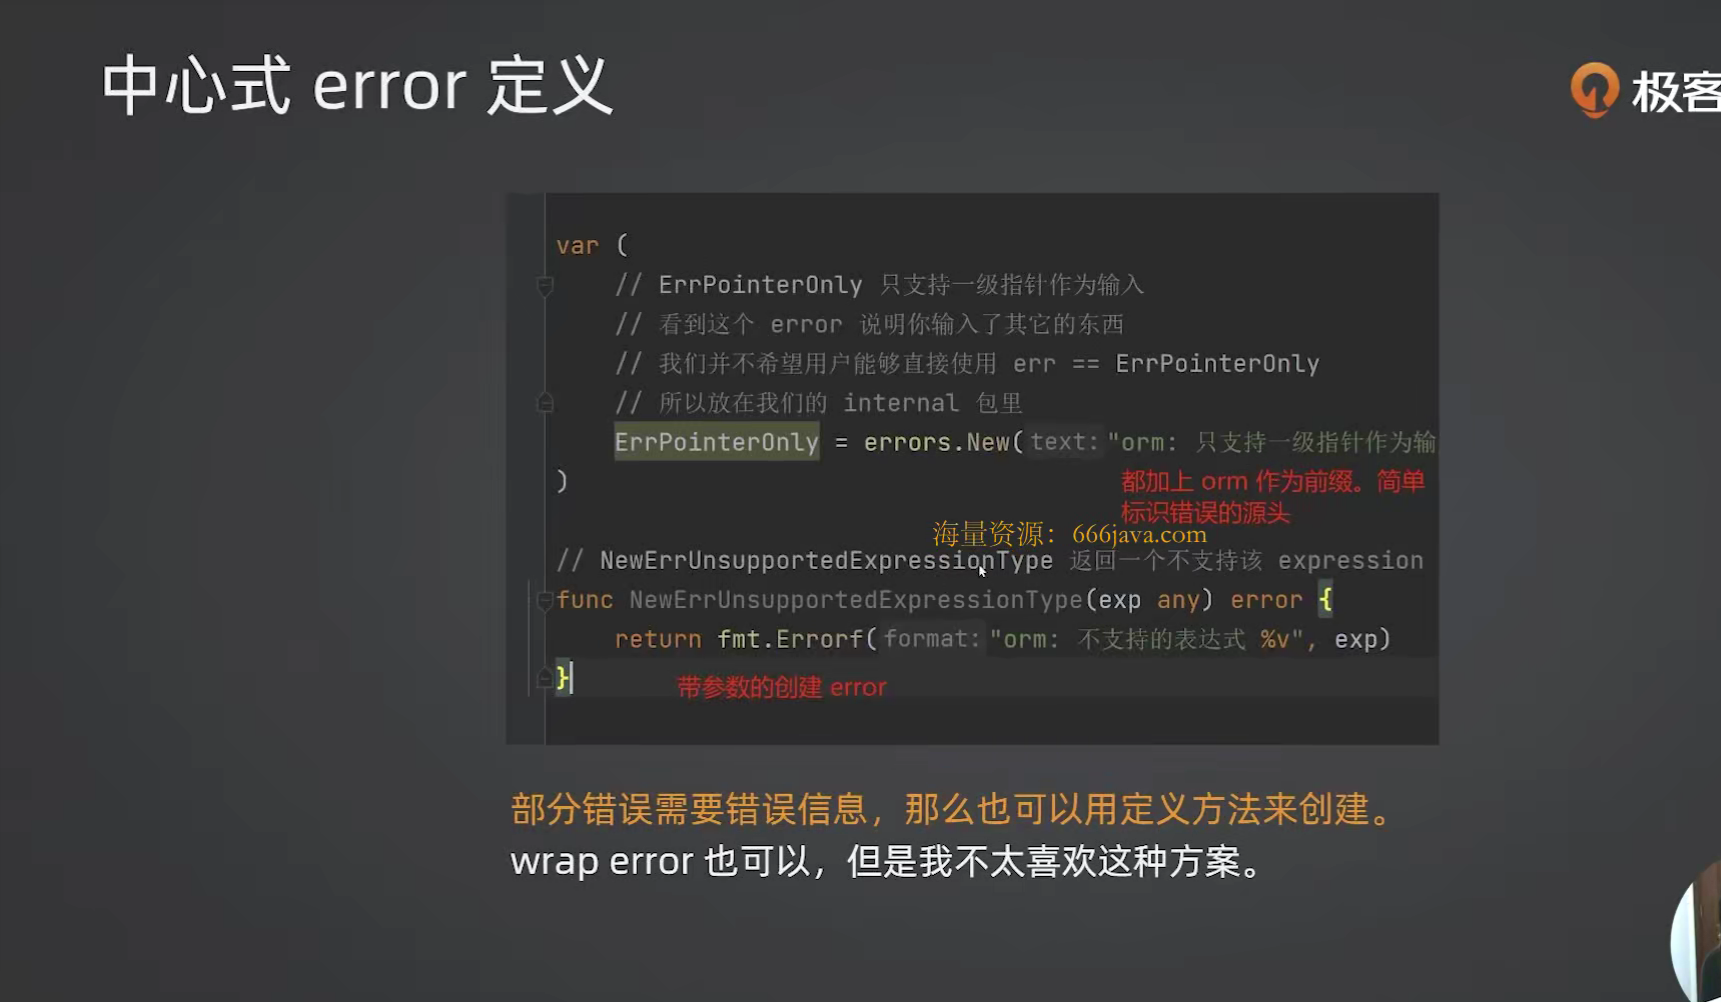 中心式 error 定义
极客
var (
// ErrPointerOnly 只支持一级指针作为输入
// 看到这个 error 说明你输入了其它的东西
// 我们并不希望用户能够直接使用 err == ErrPointerOnly
// 所以放在我们的 internal 包里
ErrPointerOnly = errors.New( text: "orm: 只支持一级指针作为输
)
都加上 orm 作为前缀。简单
标识错误的源头
海量资源：666java.com
// NewErrUnsupportedExpressionType 返回一个不支持该 expression
func NewErrUnsupportedExpressionType(exp any) error {
return fmt.Errorf( format: "orm: 不支持的表达式 %v", exp)
}
带参数的创建 error
部分错误需要错误信息，那么也可以用定义方法来创建。
wrap error 也可以，但是我不太喜欢这种方案。